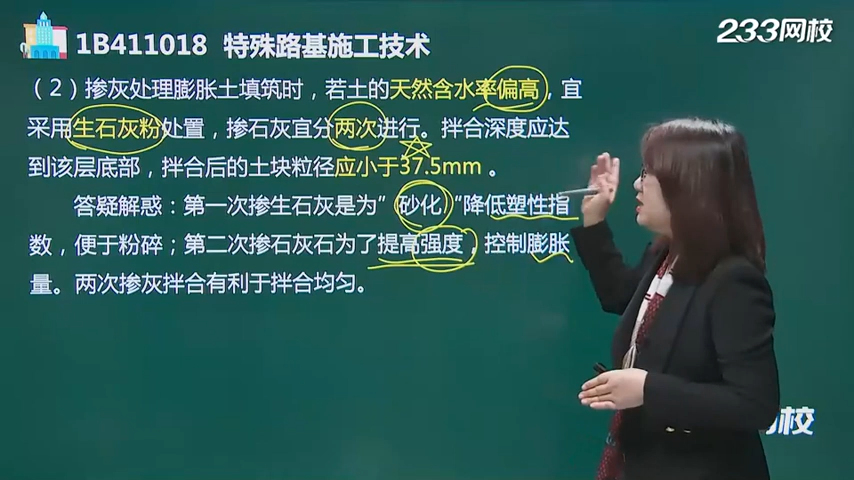 1B411018 特殊路基施工技术
233网校
（2）掺灰处理膨胀土填筑时，若土的天然含水率偏高，宜
采用生石灰粉处置，掺石灰宜分两次进行。拌合深度应达
到该层底部，拌合后的土块粒径应小于37.5mm 。
答疑解惑：第一次掺生石灰是为"砂化"降低塑性指
数，便于粉碎；第二次掺石灰石为了提高强度，控制膨胀
量。两次掺灰拌合有利于拌合均匀。
校